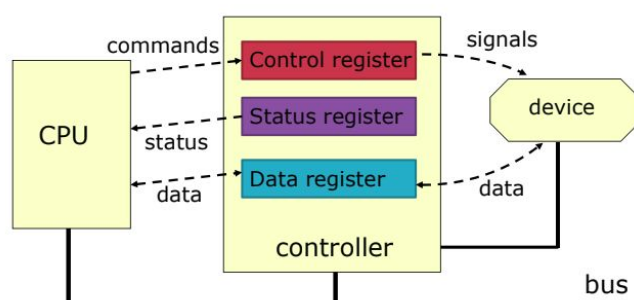 commands
Control register
signals
CPU
status
Status register
device
data
Data register
data
controller
bus